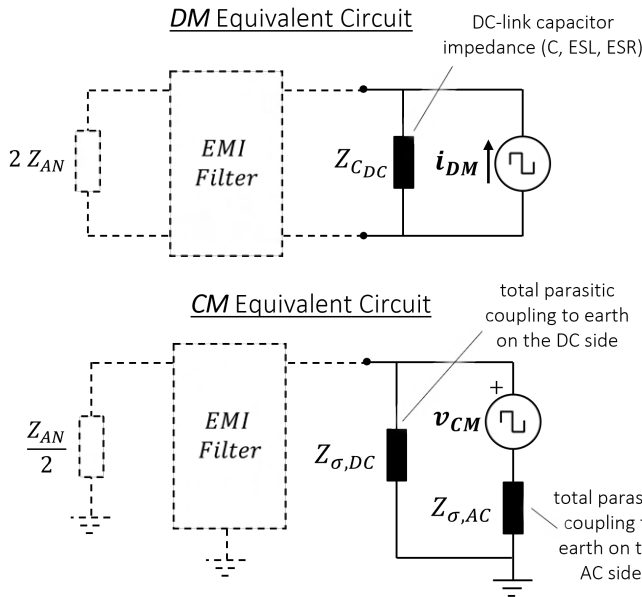 DM Equivalent Circuit
DC-link capacitor
impedance (C, ESL, ESR)
2 Z_AN
EMI
Filter
Z_C_DC
i_DM
CM Equivalent Circuit
total parasitic
coupling to earth
on the DC side
Z_AN
2
EMI
Filter
Z_σ,DC
+
v_CM
Z_σ,AC
total paras
coupling
earth on t
AC side